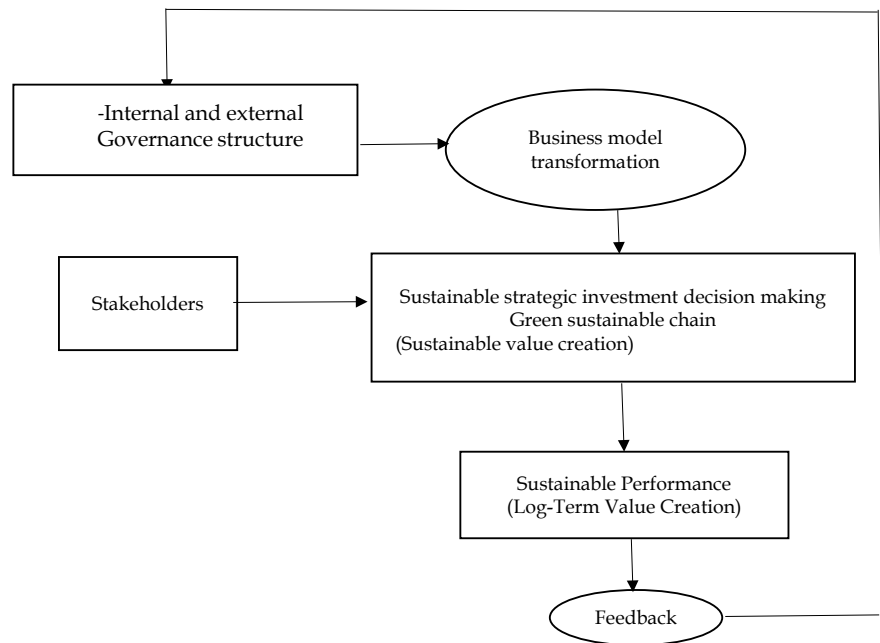 -Internal and external
Governance structure
Business model
transformation
Stakeholders
Sustainable strategic investment decision making
Green sustainable chain
(Sustainable value creation)
Sustainable Performance
(Log-Term Value Creation)
Feedback